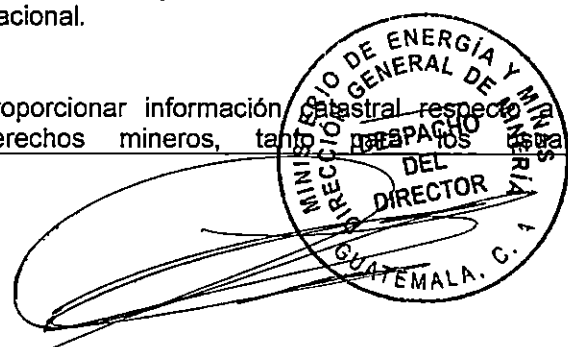 acional.
roporcionar información catastral respecto a
erechos mineros, tanto para los
MINISTERIO DE ENERGÍA Y MINAS
DIRECCIÓN GENERAL DE MINERÍA
DESPACHO
DEL
DIRECTOR
GUATEMALA, C. A